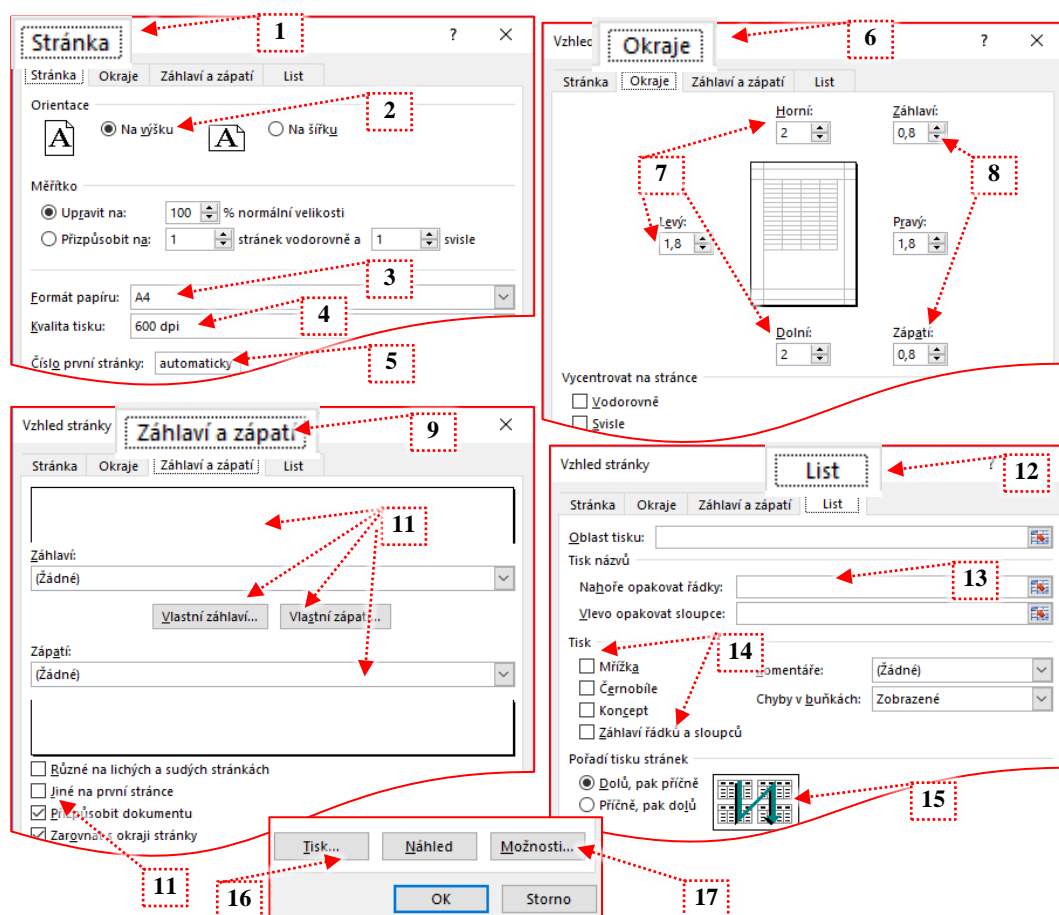 Stránka
1
? ×
Stránka Okraje Záhlaví a zápatí List
Orientace
A Na výšku A Na šířku
2
Měřítko
Upravit na: 100 % normální velikosti
Přizpůsobit na: 1 stránek vodorovně a 1 svisle
3
Formát papíru: A4
Kvalita tisku: 600 dpi
4
Číslo první stránky: automaticky
5
Okraje
6
? ×
Stránka Okraje Záhlaví a zápatí List
Horní: Záhlaví:
2 0,8
7 8
Levý: Pravý:
1,8 1,8
Dolní: Zápatí:
2 0,8
Vycentrovat na stránce
Vodorovně
Svisle
Vzhled stránky
Záhlaví a zápatí
9
×
Stránka Okraje Záhlaví a zápatí List
11
Záhlaví:
(Žádné)
Vlastní záhlaví... Vlastní zápatí...
Zápatí:
(Žádné)
Různé na lichých a sudých stránkách
Jiné na první stránce
Přizpůsobit dokumentu
Zarovnat s okraji stránky
11
Vzhled stránky
List
12
Stránka Okraje Záhlaví a zápatí List
Oblast tisku:
Tisk názvů
Nahoře opakovat řádky:
13
Vlevo opakovat sloupce:
Tisk
14
Mřížka Komentáře: (Žádné)
Černobíle Chyby v buňkách: Zobrazené
Koncept
Záhlaví řádků a sloupců
Pořadí tisku stránek
Dolů, pak příčně
Příčně, pak dolů
15
Tisk... Náhled Možnosti...
16 17
OK Storno